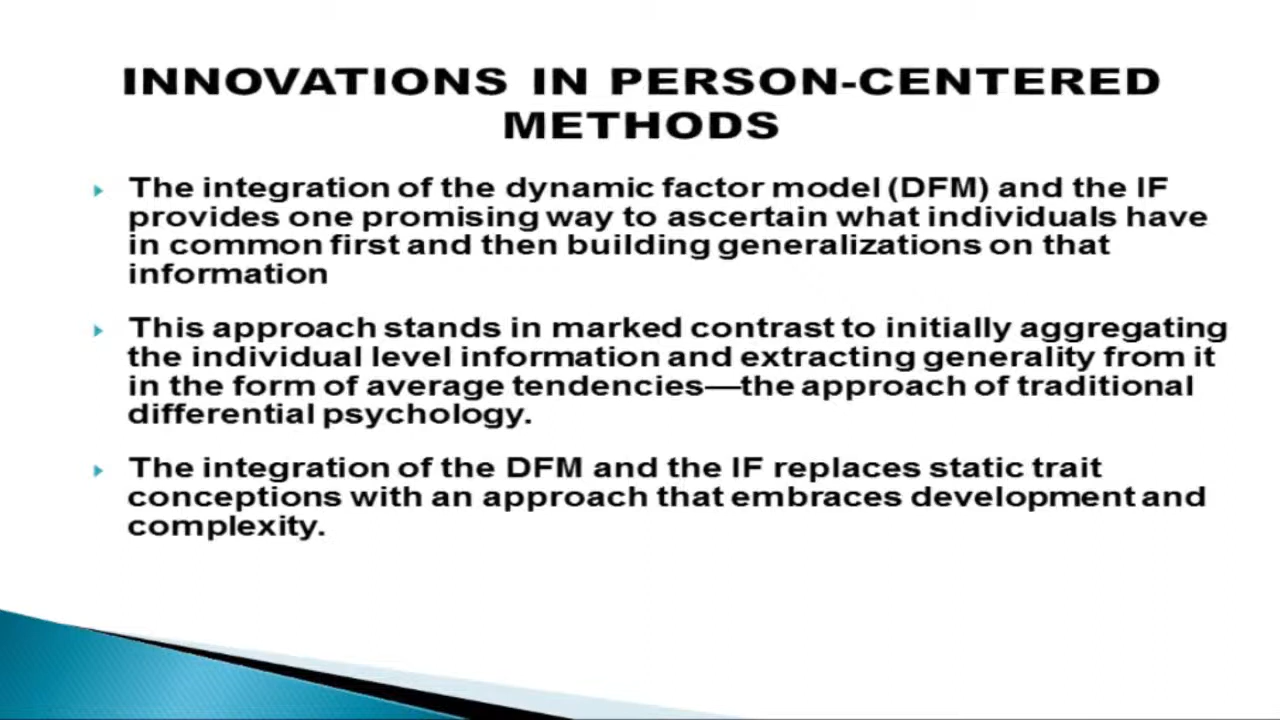 INNOVATIONS IN PERSON-CENTERED
METHODS
The integration of the dynamic factor model (DFM) and the IF
provides one promising way to ascertain what individuals have
in common first and then building generalizations on that
information
This approach stands in marked contrast to initially aggregating
the individual level information and extracting generality from it
in the form of average tendencies—the approach of traditional
differential psychology.
The integration of the DFM and the IF replaces static trait
conceptions with an approach that embraces development and
complexity.